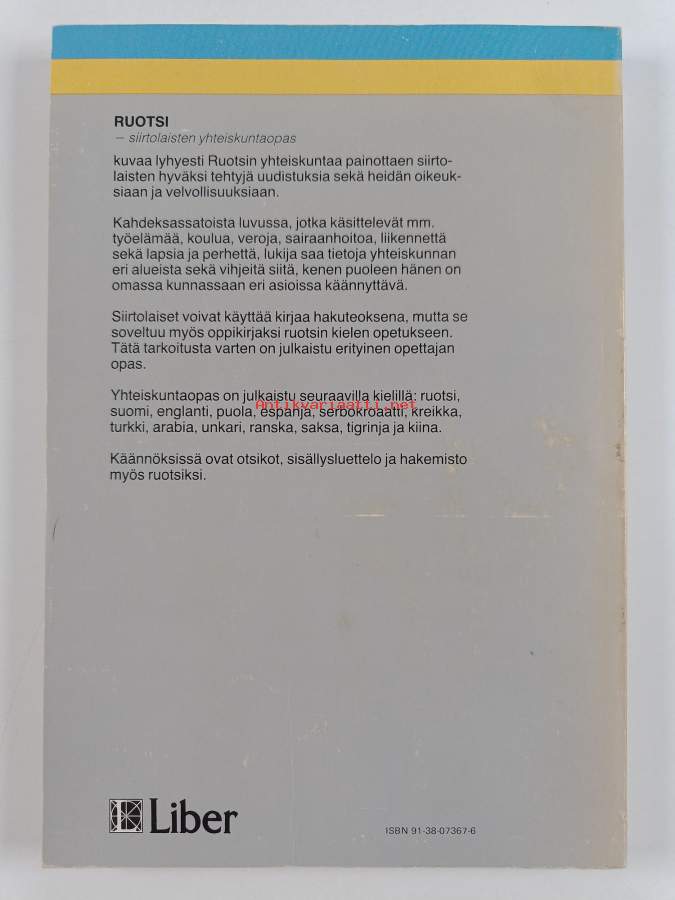 RUOTSI
– siirtolaisten yhteiskuntaopas
kuvaa lyhyesti Ruotsin yhteiskuntaa painottaen siirto-
laisten hyväksi tehtyjä uudistuksia sekä heidän oikeuk-
siaan ja velvollisuuksiaan.
Kahdeksassatoista luvussa, jotka käsittelevät mm.
työelämää, koulua, veroja, sairaanhoitoa, liikennettä
sekä lapsia ja perhettä, lukija saa tietoja yhteiskunnan
eri alueista sekä vihjeitä siitä, kenen puoleen hänen on
omassa kunnassaan eri asioissa käännyttävä.
Siirtolaiset voivat käyttää kirjaa hakuteoksena, mutta se
soveltuu myös oppikirjaksi ruotsin kielen opetukseen.
Tätä tarkoitusta varten on julkaistu erityinen opettajan
opas.
Yhteiskuntaopas on julkaistu seuraavilla kielillä: ruotsi,
Antikvariaatti.net
suomi, englanti, puola, espanja, serbokroaatti, kreikka,
turkki, arabia, unkari, ranska, saksa, tigrinja ja kiina.
Käännöksissä ovat otsikot, sisällysluettelo ja hakemisto
myös ruotsiksi.
Liber
ISBN 91-38-07367-6